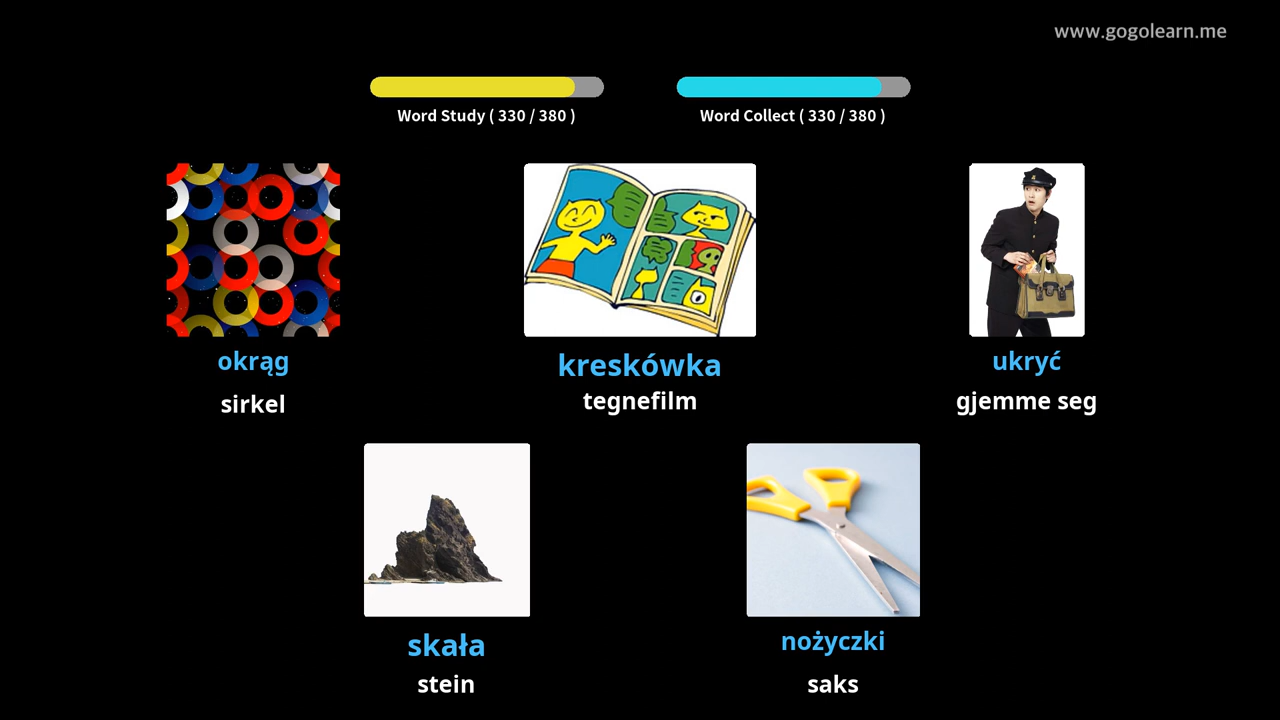 www.gogolearn.me
Word Study ( 330 / 380 )
Word Collect ( 330 / 380 )
okrąg
sirkel
kreskówka
tegnefilm
ukryć
gjemme seg
skała
stein
nożyczki
saks